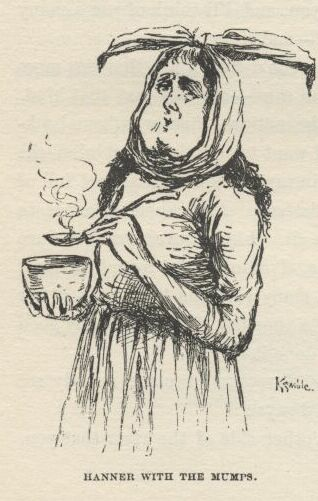 Kemble.
HANNER WITH THE MUMPS.